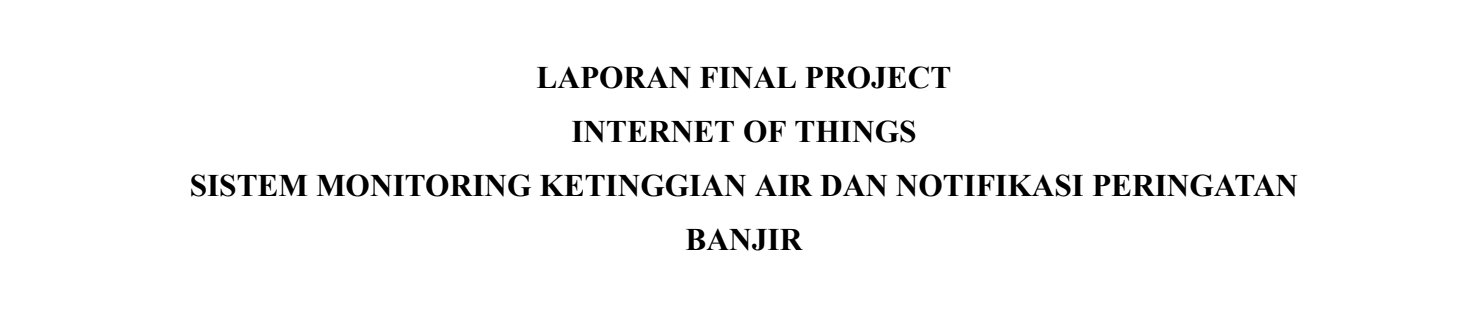 LAPORAN FINAL PROJECT
INTERNET OF THINGS
SISTEM MONITORING KETINGGIAN AIR DAN NOTIFIKASI PERINGATAN
BANJIR